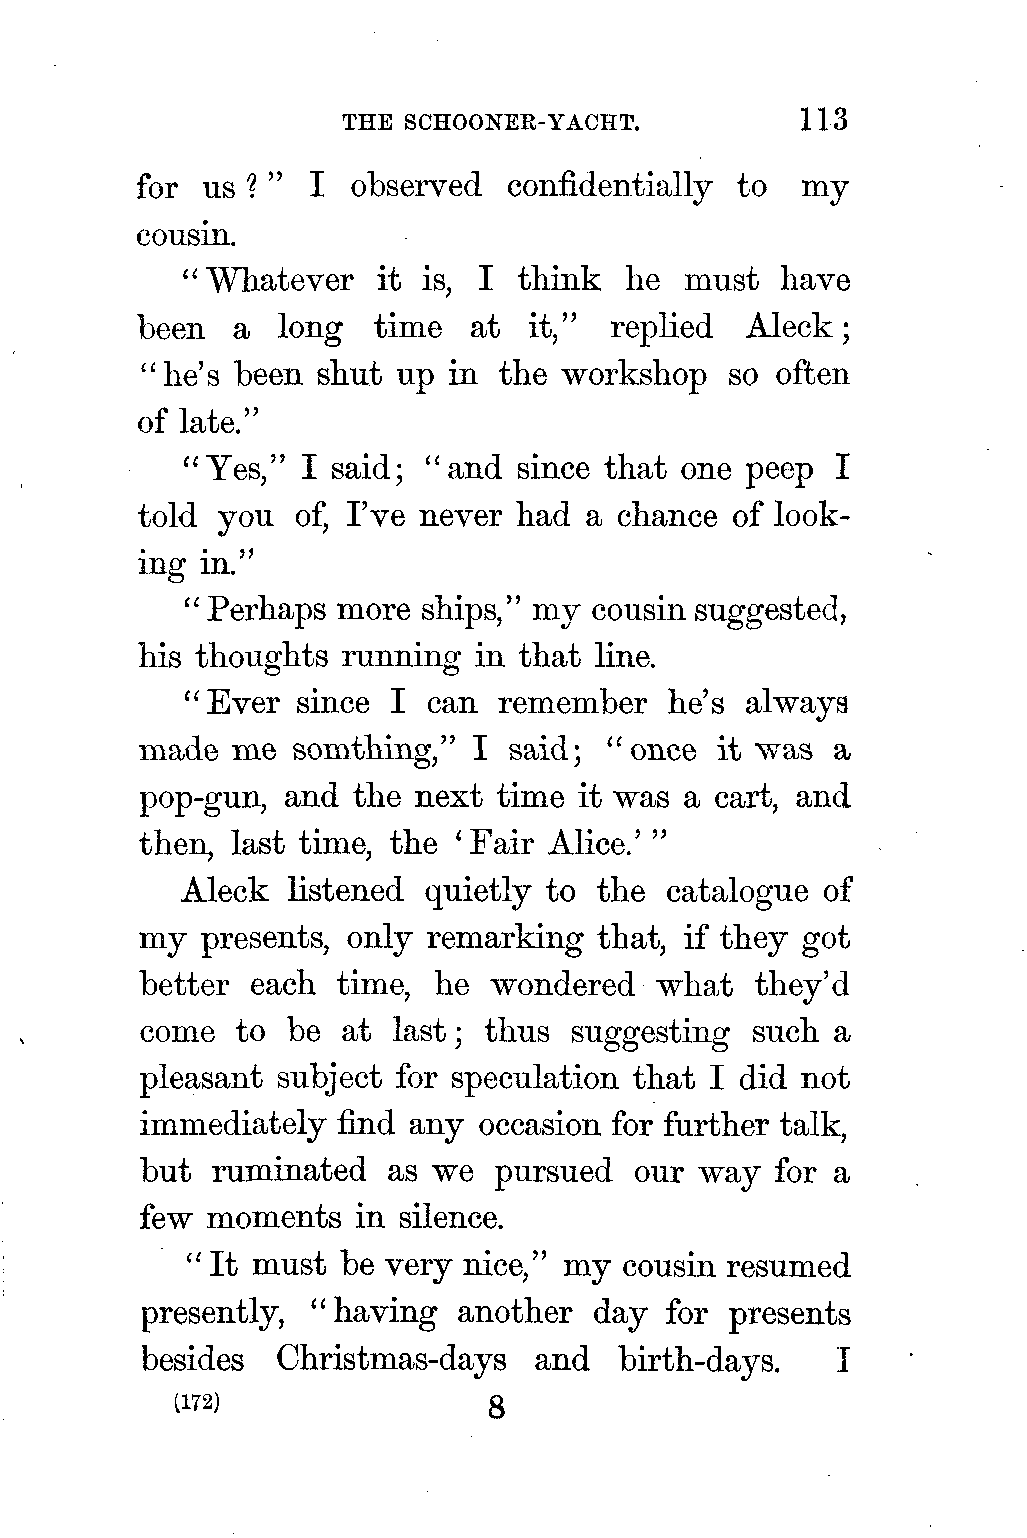 THE SCHOONER-YACHT. 113
for us?" I observed confidentially to my
cousin.
"Whatever it is, I think he must have
been a long time at it," replied Aleck;
"he's been shut up in the workshop so often
of late."
"Yes," I said; "and since that one peep I
told you of, I've never had a chance of look-
ing in."
"Perhaps more ships," my cousin suggested,
his thoughts running in that line.
"Ever since I can remember he's always
made me somthing," I said; "once it was a
pop-gun, and the next time it was a cart, and
then, last time, the 'Fair Alice.'"
Aleck listened quietly to the catalogue of
my presents, only remarking that, if they got
better each time, he wondered what they'd
come to be at last; thus suggesting such a
pleasant subject for speculation that I did not
immediately find any occasion for further talk,
but ruminated as we pursued our way for a
few moments in silence.
"It must be very nice," my cousin resumed
presently, "having another day for presents
besides Christmas-days and birth-days. I
(172) 8